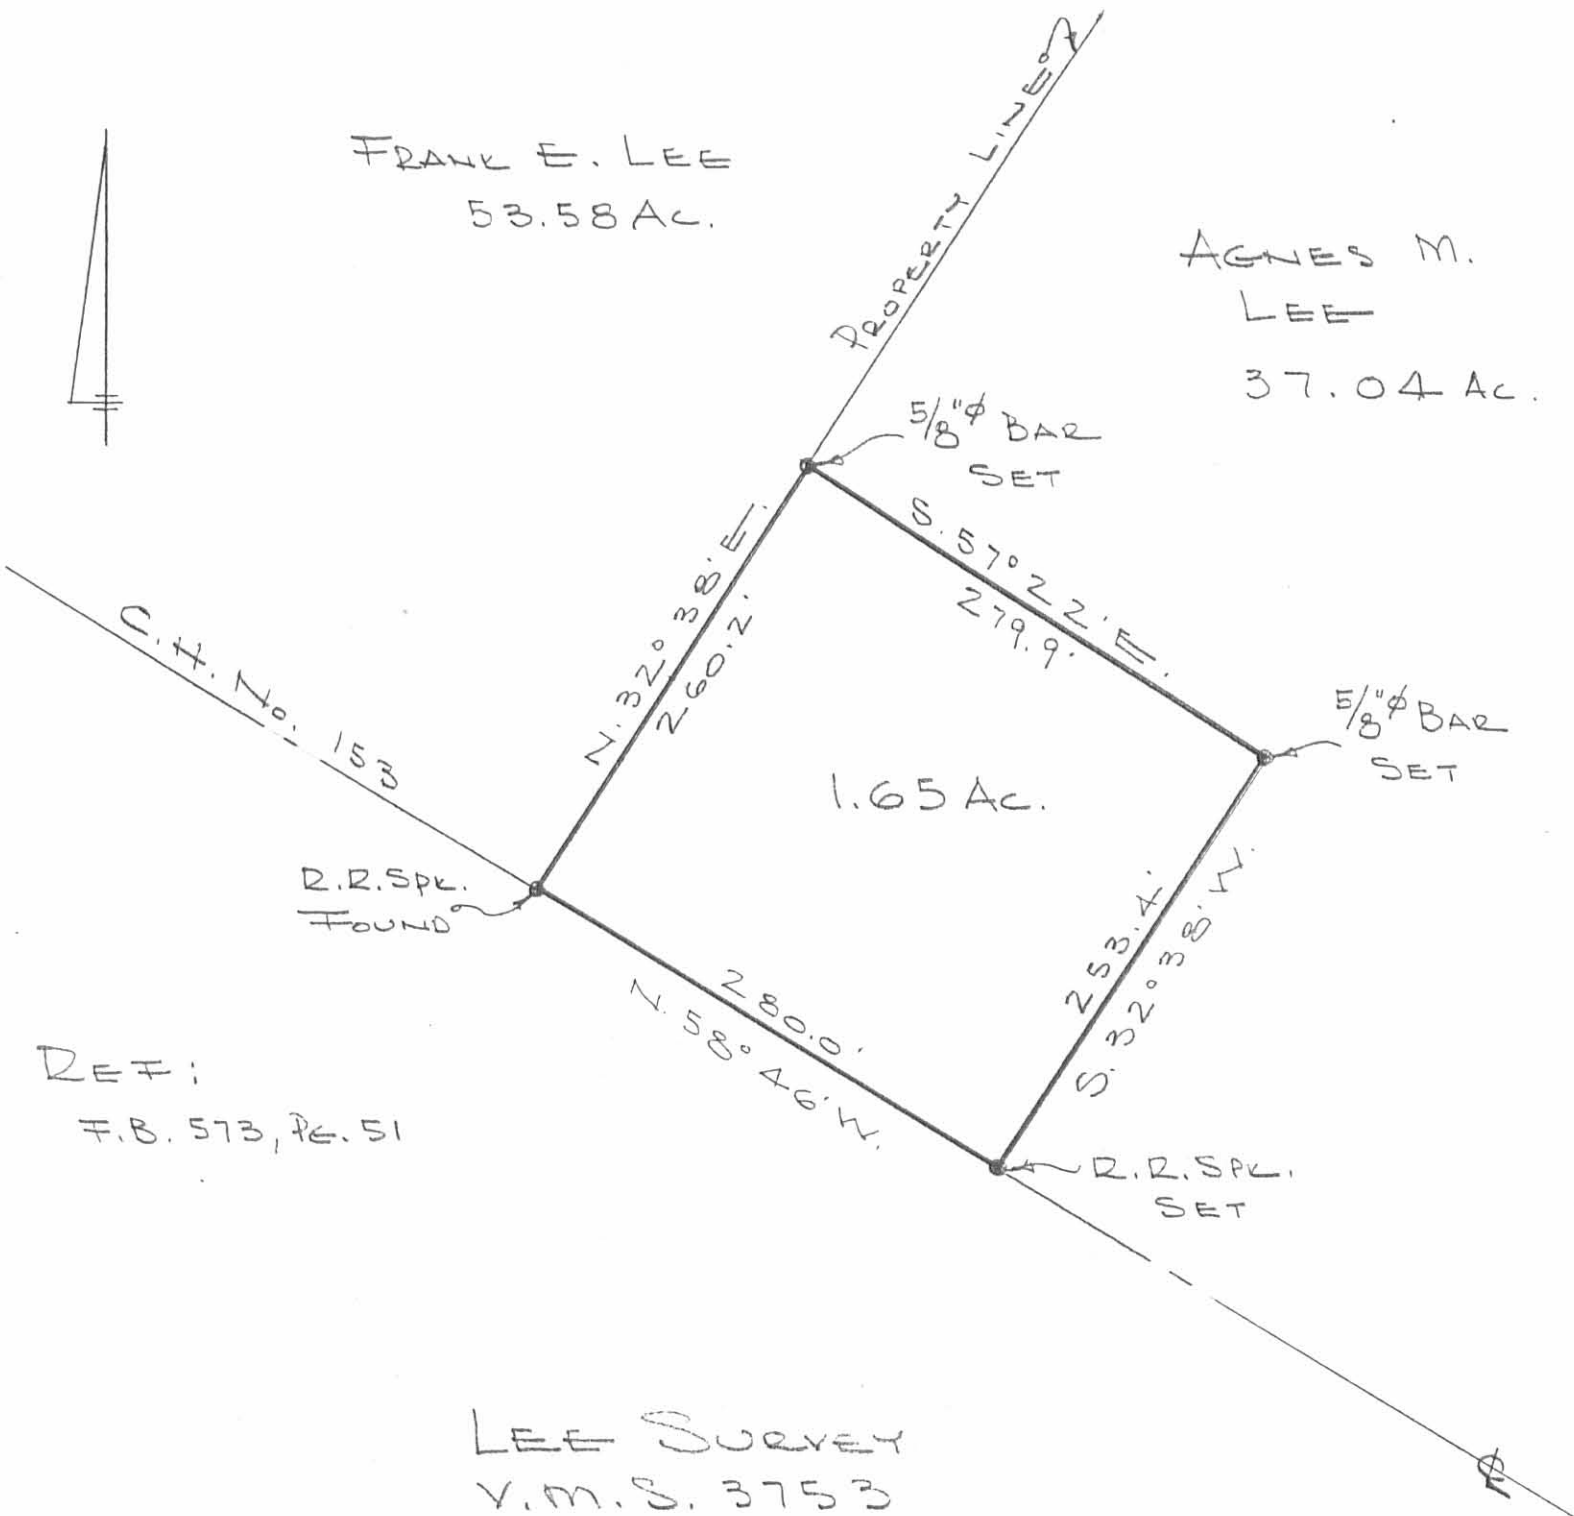 PROPERTY LINE
FRANK E. LEE
53.58 AC.
AGNES M.
LEE
37.04 AC.
5/8"φ BAR
SET
S. 57° 22' E.
279.9'
N. 32° 38' E.
260.2'
C.H. No. 153
5/8"φ BAR
SET
1.65 AC.
R.R. SPK.
FOUND
253.4'
S. 32° 38' W.
280.0'
N. 58° 46' W.
REF:
F.B. 573, PG. 51
R.R. SPK.
SET
LEE SURVEY
V.M.S. 3753
℄